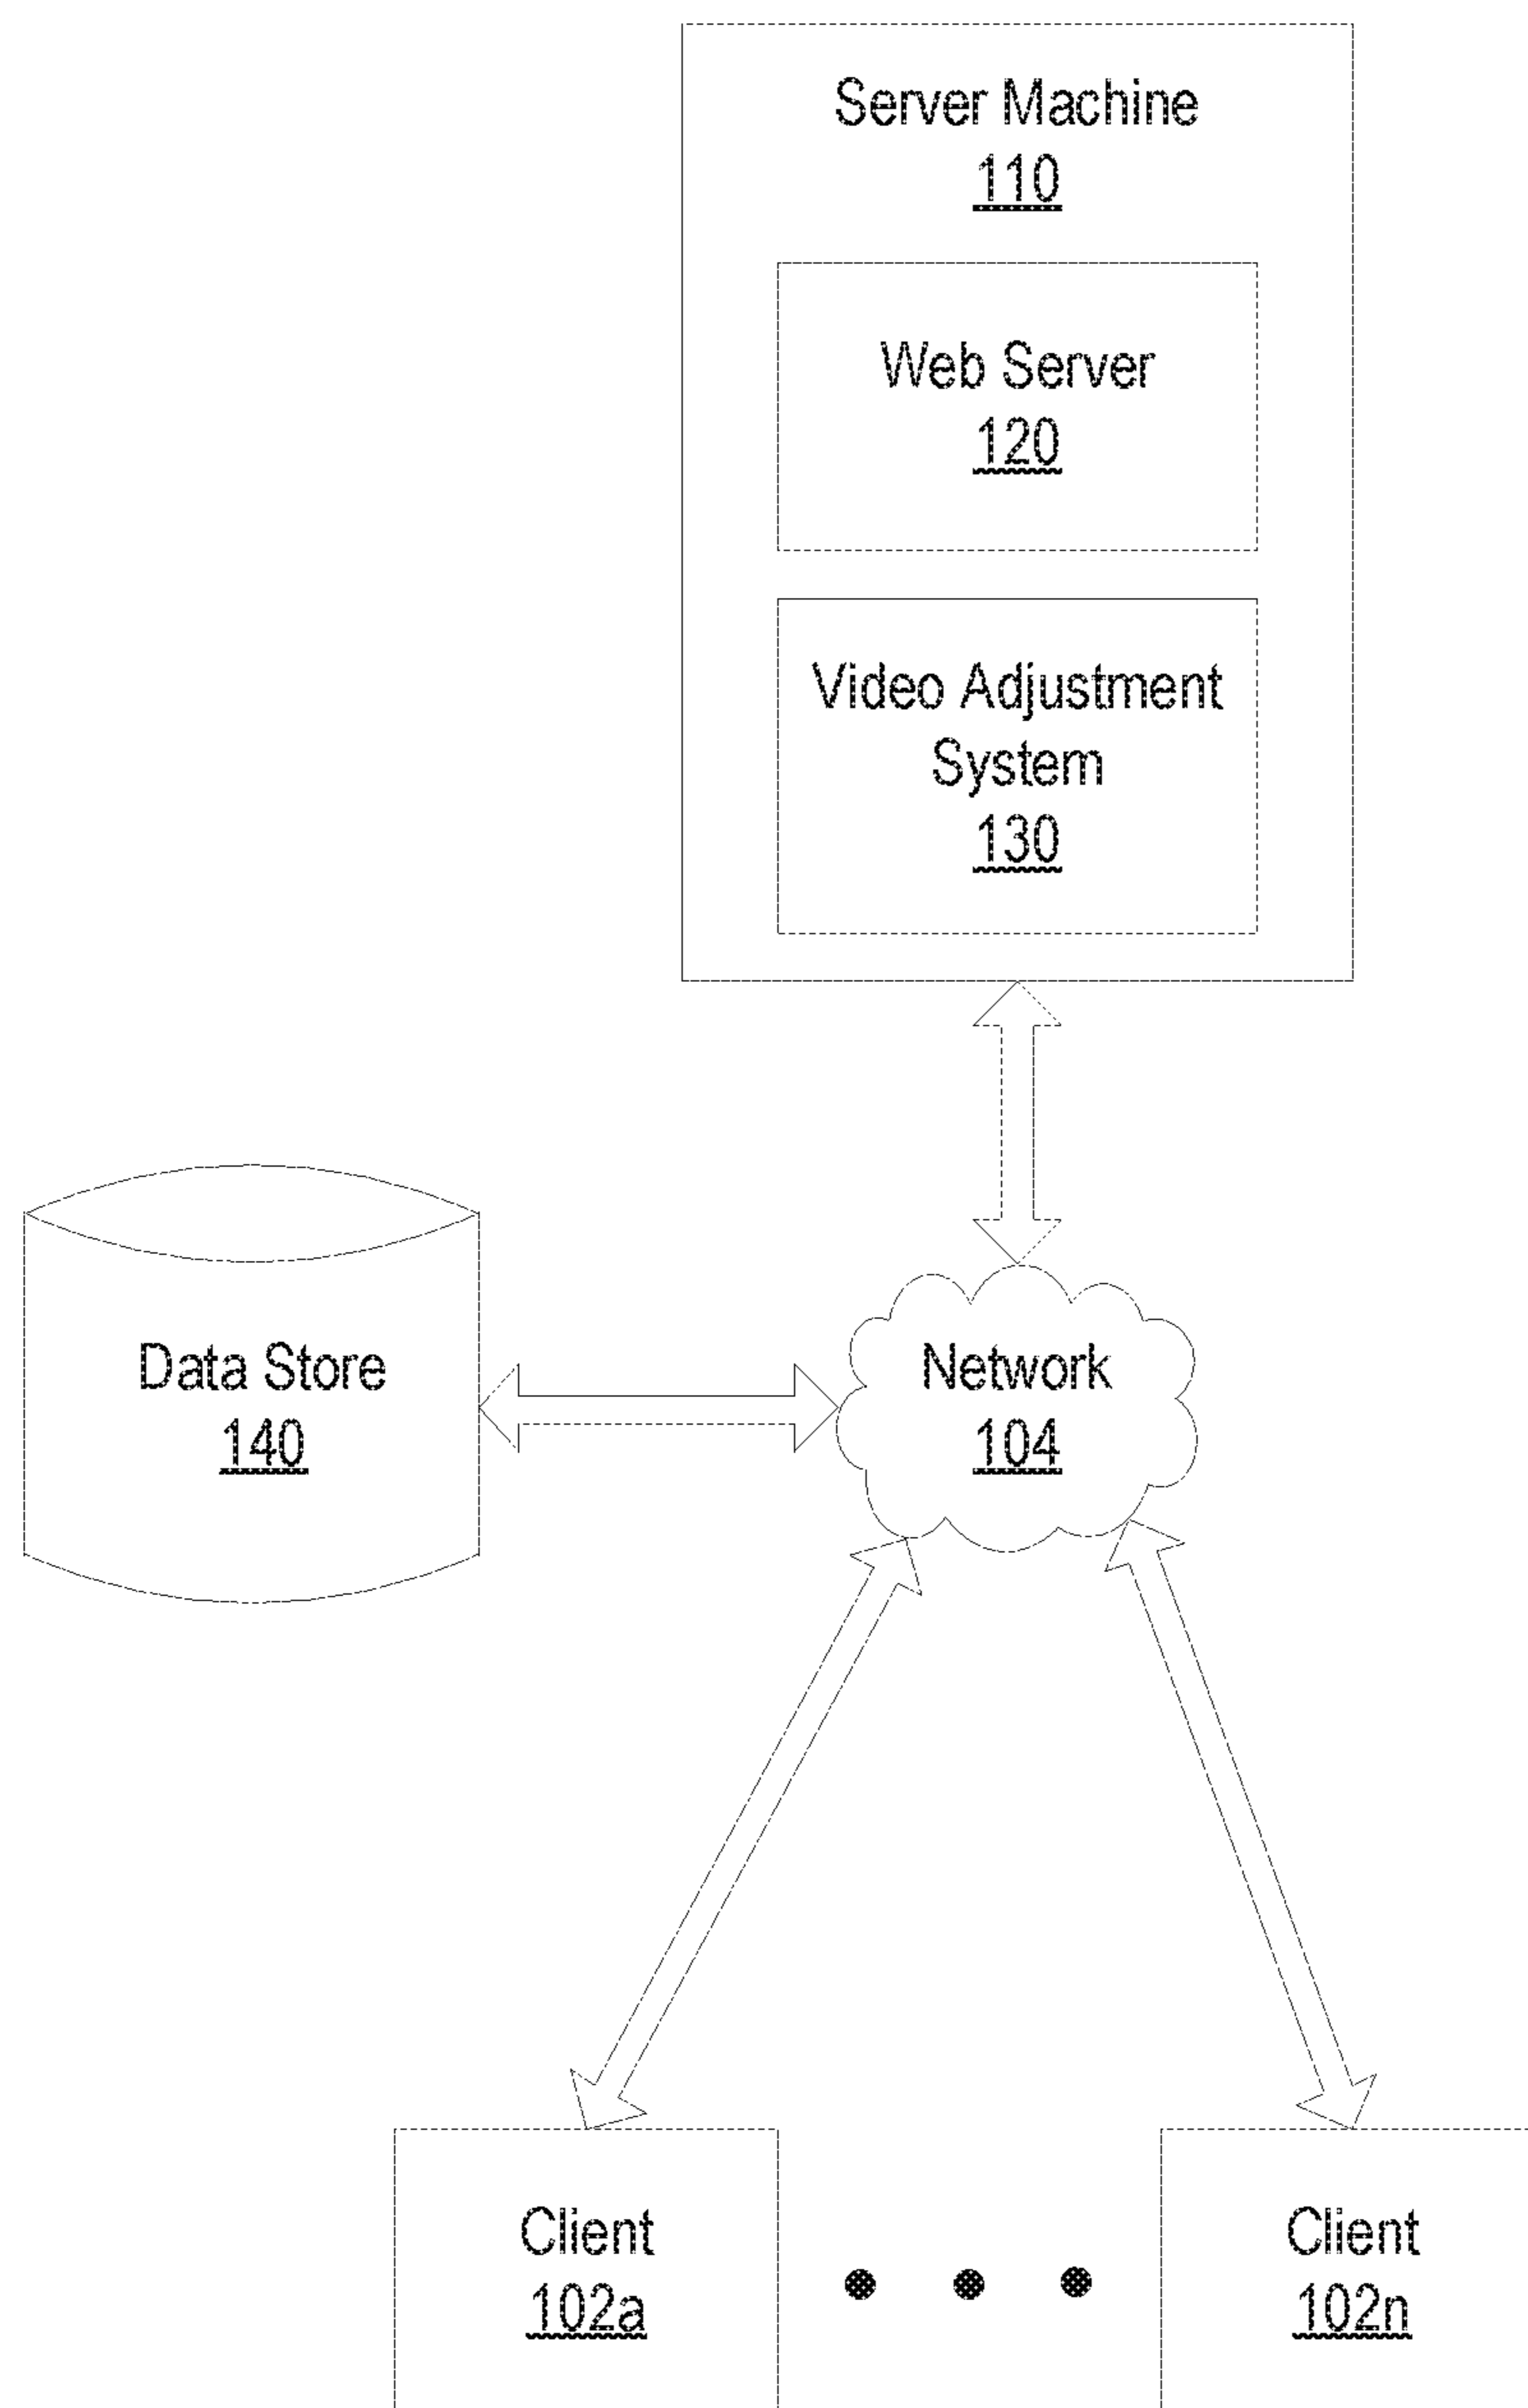 Server Machine
110
Web Server
120
Video Adjustment
System
130
Data Store
140
Network
104
Client
102a
Client
102n